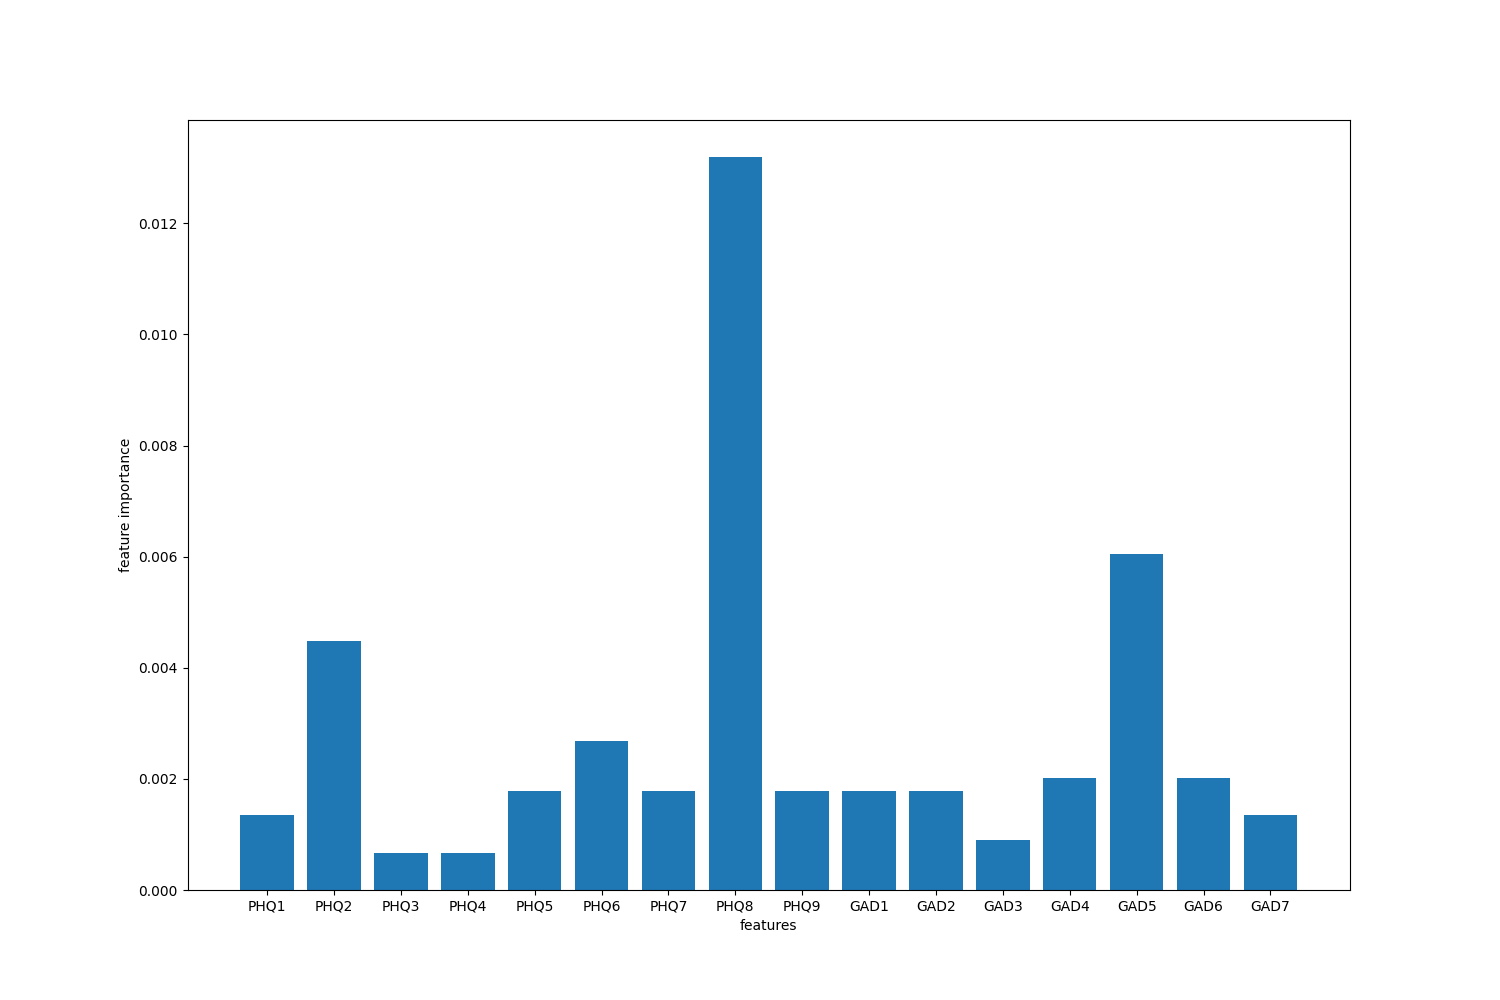 0.012
0.010
0.008
0.006
0.004
0.002
0.000
feature importance
PHQ1 PHQ2 PHQ3 PHQ4 PHQ5 PHQ6 PHQ7 PHQ8 PHQ9 GAD1 GAD2 GAD3 GAD4 GAD5 GAD6 GAD7
features